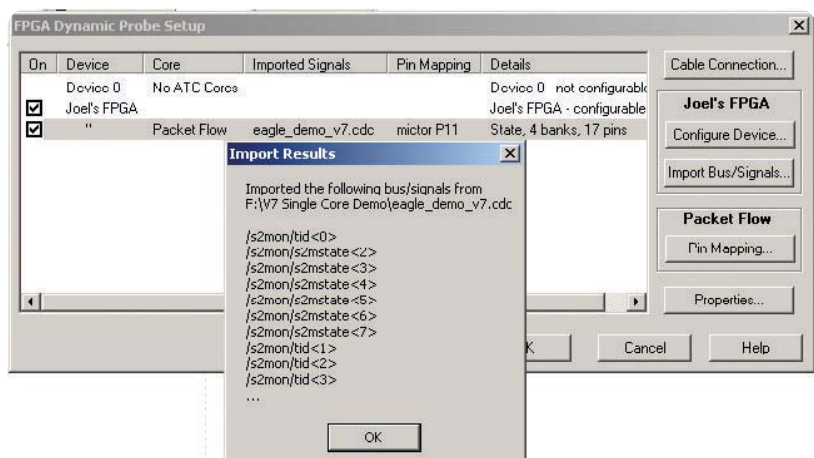 FPGA Dynamic Probe Setup
On Device Core Imported Signals Pin Mapping Details
Device 0 No ATC Cores Device 0 not configurable
Joel's FPGA Joel's FPGA - configurable
" Packet Flow eagle_demo_v7.cdc mictor P11 State, 4 banks, 17 pins
Cable Connection...
Joel's FPGA
Configure Device...
Import Bus/Signals...
Packet Flow
Pin Mapping...
Properties...
K Cancel Help
Import Results
Imported the following bus/signals from
F:\V7 Single Core Demo\eagle_demo_v7.cdc
/s2mon/tid<0>
/s2mon/s2mstate<2>
/s2mon/s2mstate<3>
/s2mon/s2mstate<4>
/s2mon/s2mstate<5>
/s2mon/s2mstate<6>
/s2mon/s2mstate<7>
/s2mon/tid<1>
/s2mon/tid<2>
/s2mon/tid<3>
...
OK